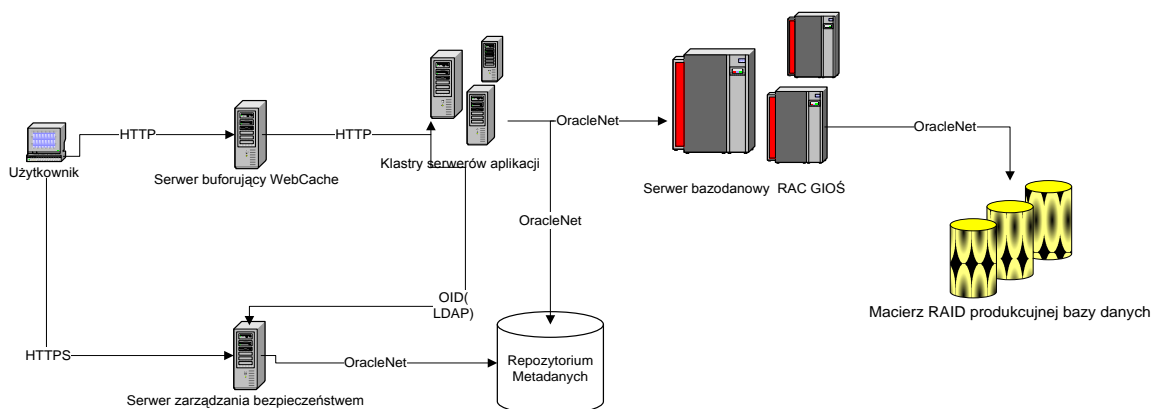 HTTP
HTTP
OracleNet
OracleNet
Użytkownik
Serwer buforujący WebCache
Klastry serwerów aplikacji
Serwer bazodanowy RAC GIOŚ
OracleNet
OID(
LDAP)
Macierz RAID produkcujnej bazy danych
HTTPS
OracleNet
Repozytorium
Metadanych
Serwer zarządzania bezpieczeństwem